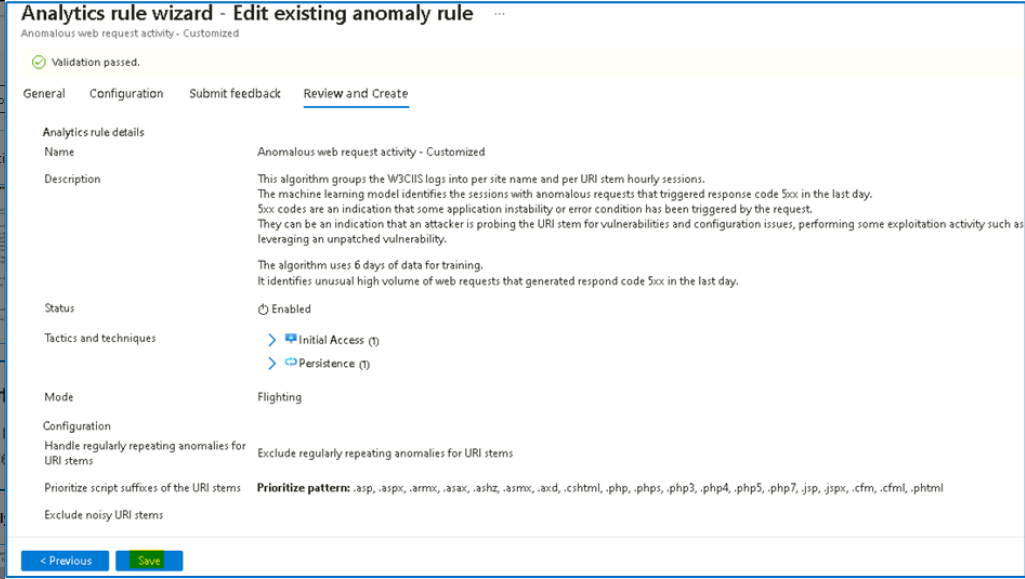 Analytics rule wizard - Edit existing anomaly rule ...
Anomalous web request activity - Customized
Validation passed.
General Configuration Submit feedback Review and Create
Analytics rule details
Name Anomalous web request activity - Customized
Description This algorithm groups the W3CIIS logs into per site name and per URI stem hourly sessions.
The machine learning model identifies the sessions with anomalous requests that triggered response code 5xx in the last day.
5xx codes are an indication that some application instability or error condition has been triggered by the request.
They can be an indication that an attacker is probing the URI stem for vulnerabilities and configuration issues, performing some exploitation activity such as
leveraging an unpatched vulnerability.
The algorithm uses 6 days of data for training.
It identifies unusual high volume of web requests that generated respond code 5xx in the last day.
Status Enabled
Tactics and techniques Initial Access (1)
Persistence (1)
Mode Flighting
Configuration
Handle regularly repeating anomalies for
URI stems Exclude regularly repeating anomalies for URI stems
Prioritize script suffixes of the URI stems Prioritize pattern: .asp, .aspx, .armx, .asax, .ashz, .asmx, .axd, .cshtml, .php, .phps, .php3, .php4, .php5, .php7, .jsp, .jspx, .cfm, .cfml, .phtml
Exclude noisy URI stems
< Previous Save